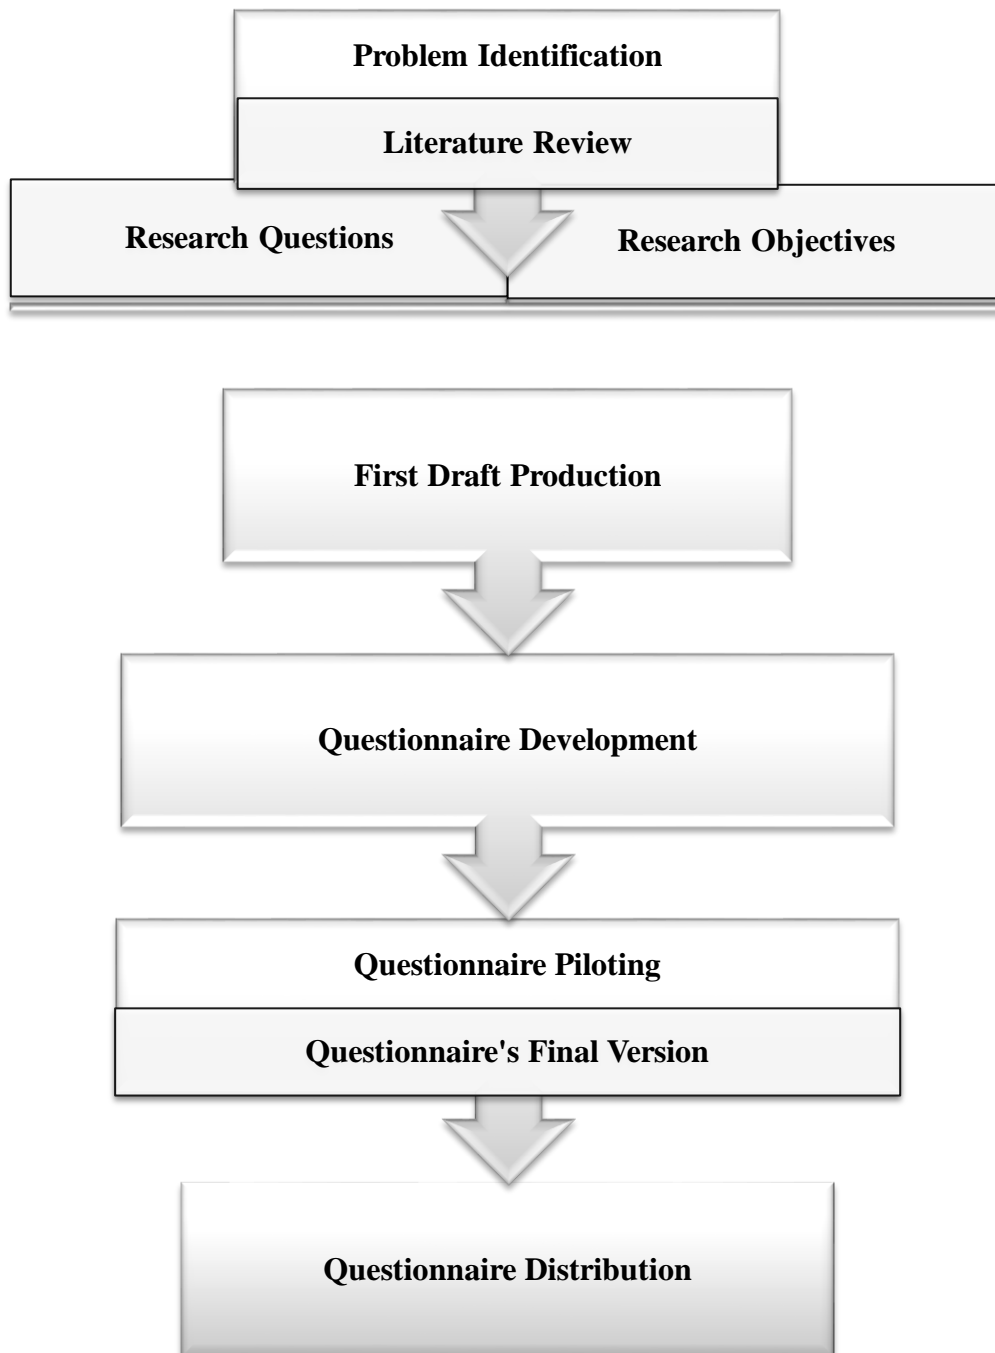 Problem Identification
Literature Review
Research Questions
Research Objectives
First Draft Production
Questionnaire Development
Questionnaire Piloting
Questionnaire's Final Version
Questionnaire Distribution